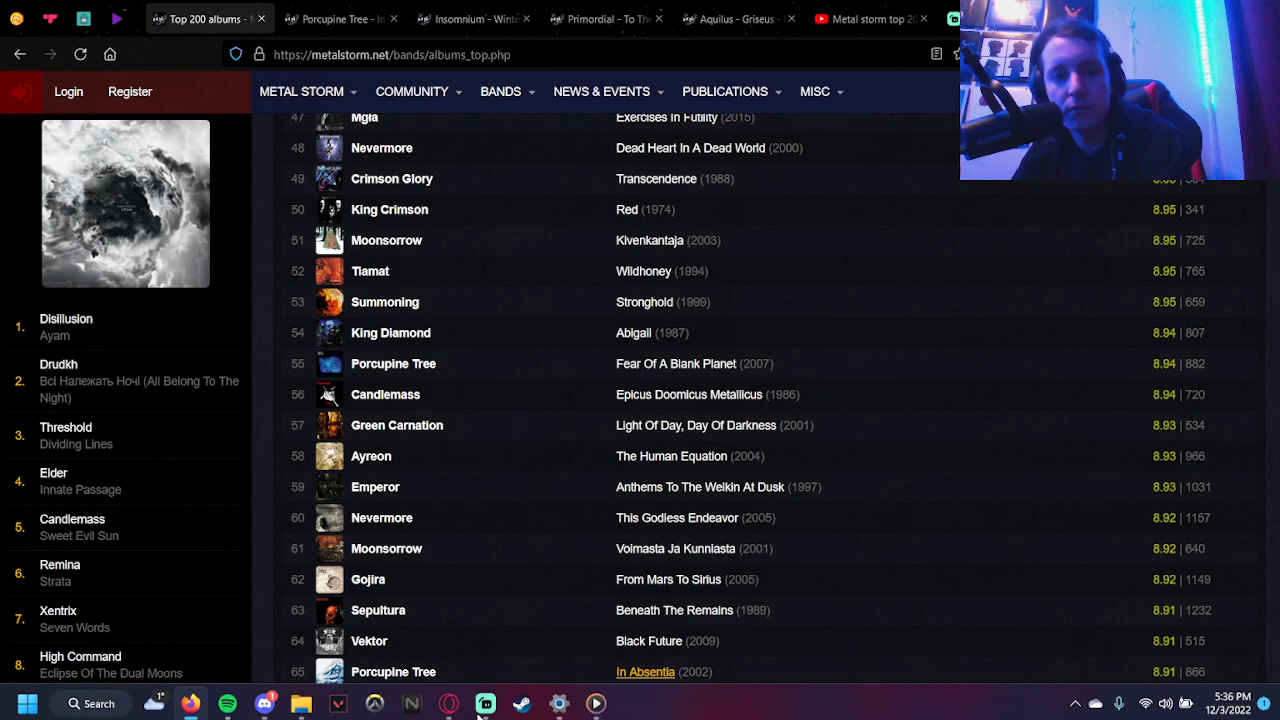 Top 200 albums - M
Porcupine Tree - In
Insomnium - Winte
Primordial - To The
Aquilus - Griseus -
Metal storm top 20
https://metalstorm.net/bands/albums_top.php
Login
Register
METAL STORM
COMMUNITY
BANDS
NEWS & EVENTS
PUBLICATIONS
MISC
47 Mgła Exercises In Futility (2015)
48 Nevermore Dead Heart In A Dead World (2000)
49 Crimson Glory Transcendence (1988)
50 King Crimson Red (1974) 8.95 | 341
51 Moonsorrow Kivenkantaja (2003) 8.95 | 725
52 Tiamat Wildhoney (1994) 8.95 | 765
53 Summoning Stronghold (1999) 8.95 | 659
54 King Diamond Abigail (1987) 8.94 | 807
55 Porcupine Tree Fear Of A Blank Planet (2007) 8.94 | 882
56 Candlemass Epicus Doomicus Metallicus (1986) 8.94 | 720
57 Green Carnation Light Of Day, Day Of Darkness (2001) 8.93 | 534
58 Ayreon The Human Equation (2004) 8.93 | 966
59 Emperor Anthems To The Welkin At Dusk (1997) 8.93 | 1031
60 Nevermore This Godless Endeavor (2005) 8.92 | 1157
61 Moonsorrow Voimasta Ja Kunniasta (2001) 8.92 | 640
62 Gojira From Mars To Sirius (2005) 8.92 | 1149
63 Sepultura Beneath The Remains (1989) 8.91 | 1232
64 Vektor Black Future (2009) 8.91 | 515
65 Porcupine Tree In Absentia (2002) 8.91 | 866
1. Disillusion
Ayam
2. Drudkh
Всі Належать Ночі (All Belong To The
Night)
3. Threshold
Dividing Lines
4. Elder
Innate Passage
5. Candlemass
Sweet Evil Sun
6. Remina
Strata
7. Xentrix
Seven Words
8. High Command
Eclipse Of The Dual Moons
Search
5:36 PM
12/3/2022